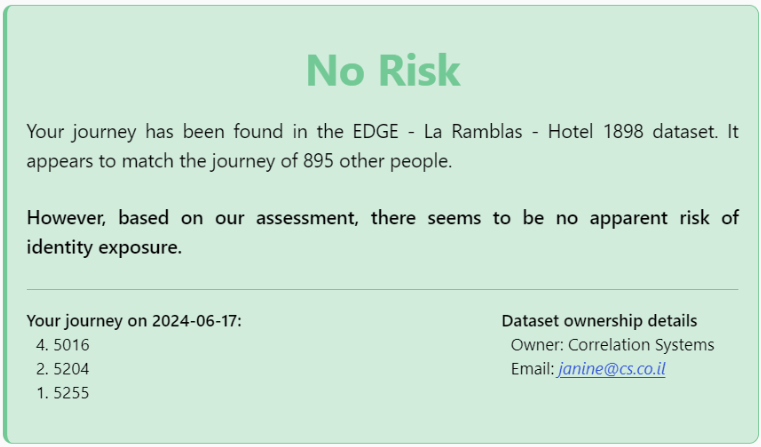 No Risk
Your journey has been found in the EDGE - La Ramblas - Hotel 1898 dataset. It
appears to match the journey of 895 other people.
However, based on our assessment, there seems to be no apparent risk of
identity exposure.
Your journey on 2024-06-17:
4. 5016
2. 5204
1. 5255
Dataset ownership details
Owner: Correlation Systems
Email: janine@cs.co.il